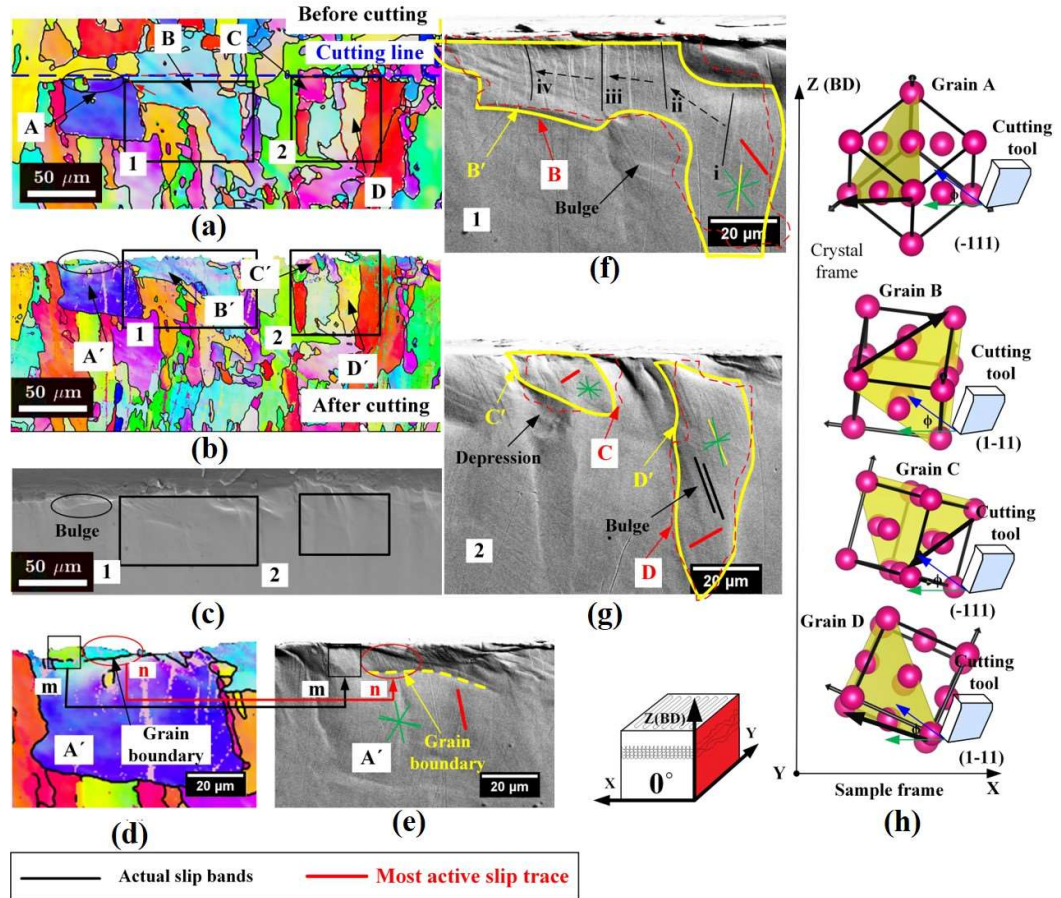 Before cutting
Cutting line
A
B
C
D
1
2
50 μm
(a)
A′
B′
C′
D′
1
2
50 μm
After cutting
(b)
Bulge
1
2
50 μm
(c)
m
n
Grain
boundary
A′
20 μm
(d)
m
n
Grain
boundary
A′
20 μm
(e)
iv
iii
ii
i
B′
B
Bulge
1
20 μm
(f)
C′
Depression
C
D′
Bulge
D
2
20 μm
(g)
Z(BD)
Y
X
0°
Z (BD)
Grain A
Cutting
tool
ϕ
(-111)
Crystal
frame
Grain B
Cutting
tool
ϕ
(1-11)
Grain C
Cutting
tool
ϕ
(-111)
Grain D
Cutting
tool
ϕ
(1-11)
Y
Sample frame
X
(h)
Actual slip bands
Most active slip trace